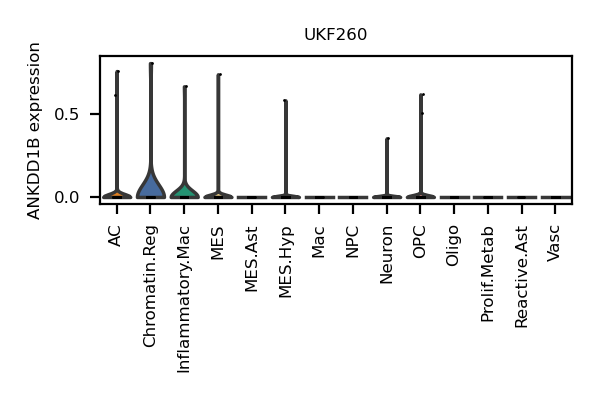 UKF260
ANKDD1B expression
0.5
0.0
AC
Chromatin.Reg
Inflammatory.Mac
MES
MES.Ast
MES.Hyp
Mac
NPC
Neuron
OPC
Oligo
Prolif.Metab
Reactive.Ast
Vasc